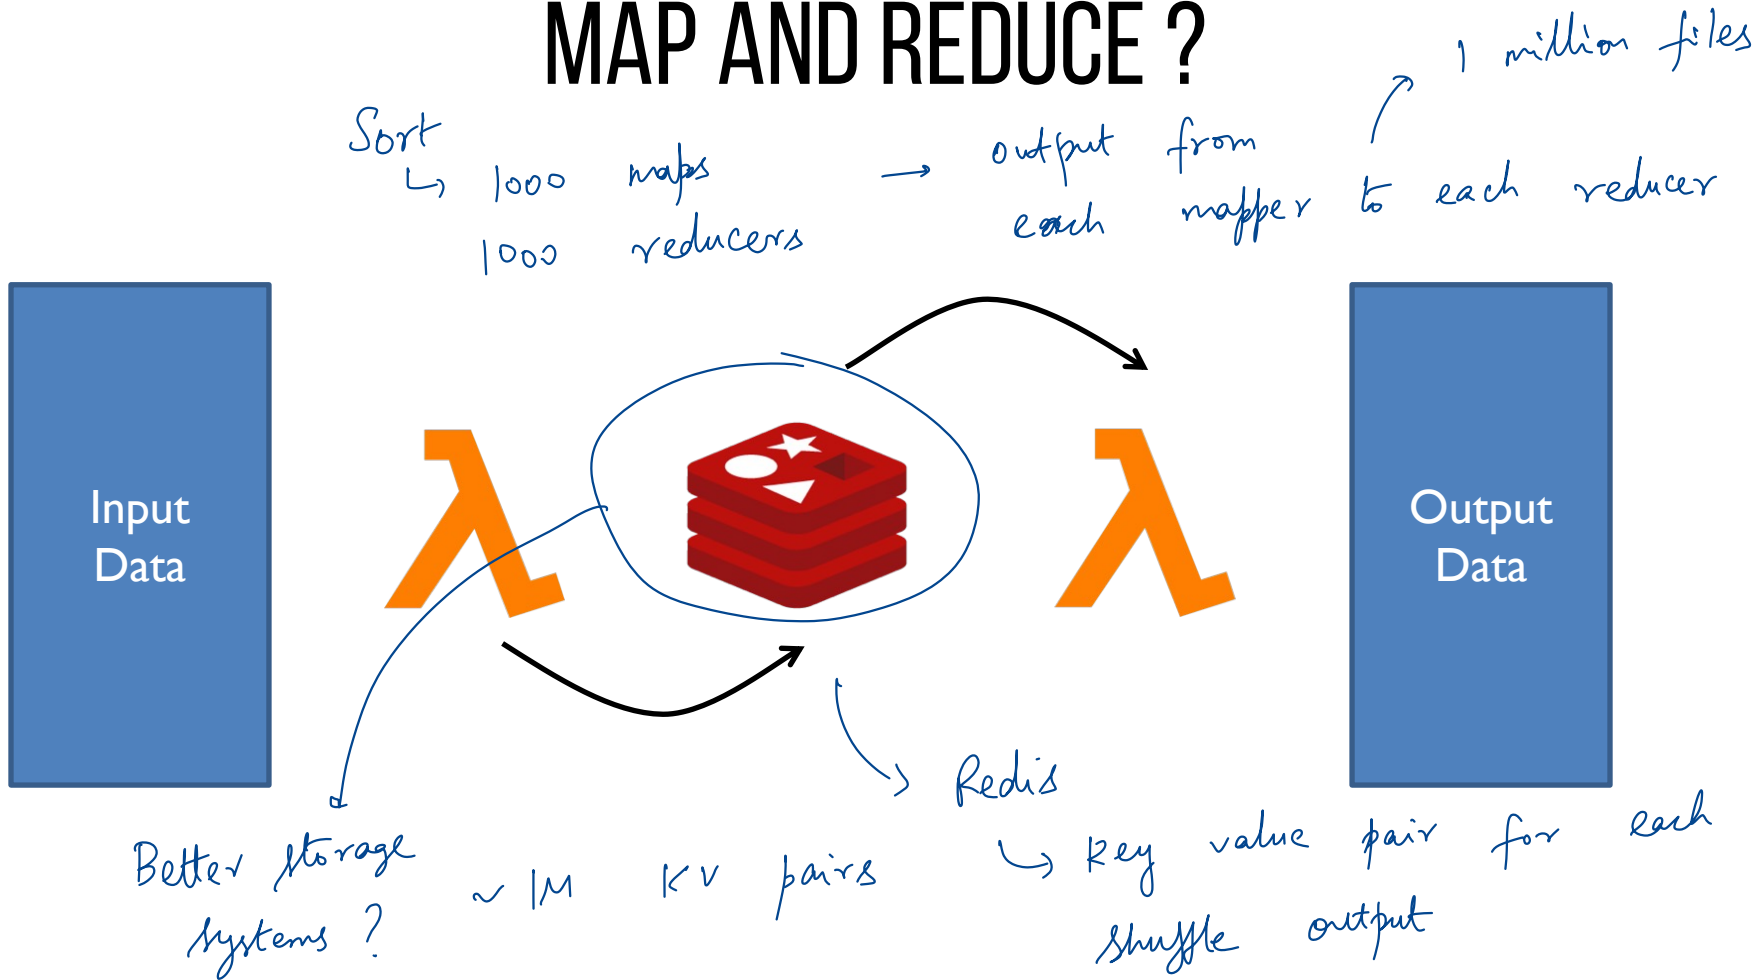 MAP AND REDUCE ?
1 million files
Sort
↳ 1000 maps → output from
1000 reducers each mapper to each reducer
Input
Data
Output
Data
Redis
↳ key value pair for each
shuffle output
Better storage
systems ?
~ 1M KV pairs